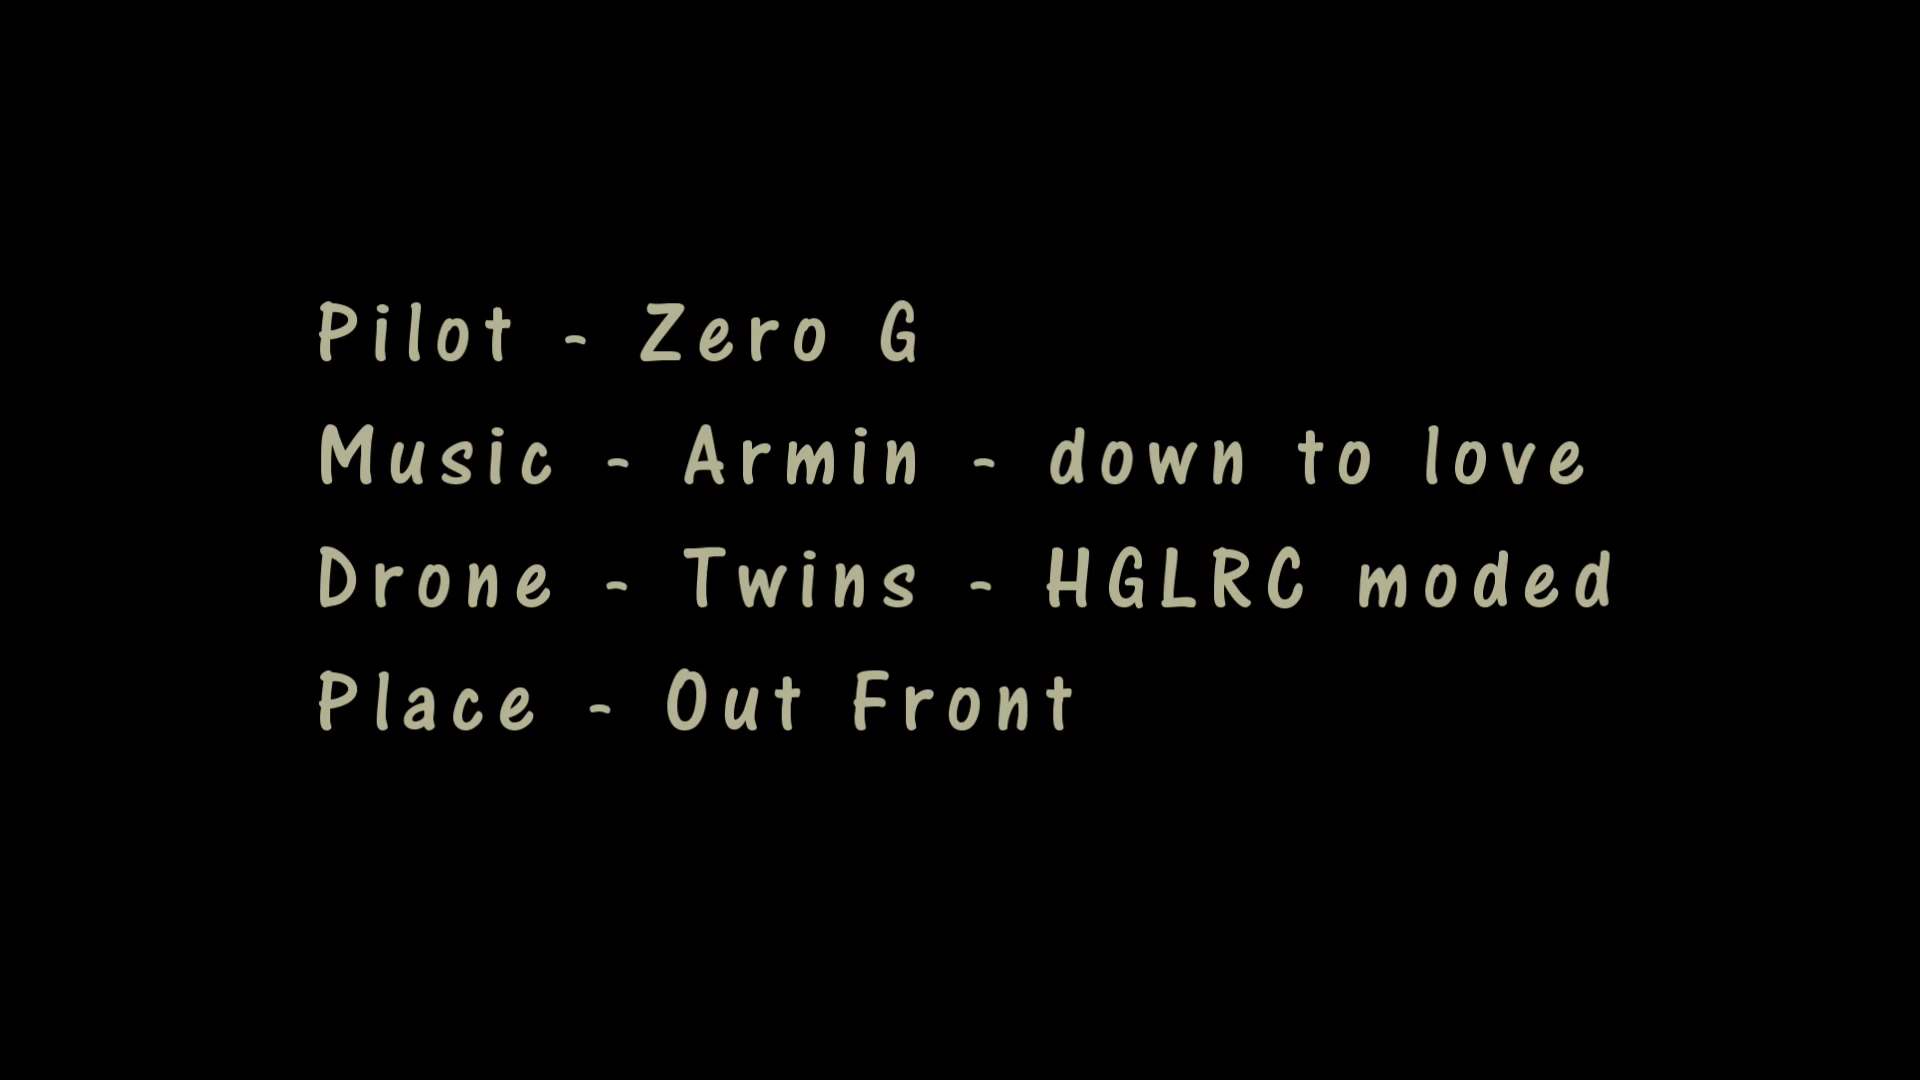 Pilot - Zero G
Music - Armin - down to love
Drone - Twins - HGLRC moded
Place - Out Front